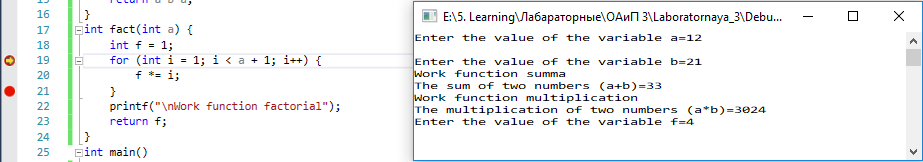 15
16 }
17 int fact(int a) {
18 int f = 1;
19 for (int i = 1; i < a + 1; i++) {
20 f *= i;
21 }
22 printf("\nWork function factorial");
23 return f;
24 }
25 int main()
E:\5. Learning\Лабараторные\ОАиП 3\Laboratornaya_3\Debu...
Enter the value of the variable a=12
Enter the value of the variable b=21
Work function summa
The sum of two numbers (a+b)=33
Work function multiplication
The multiplication of two numbers (a*b)=3024
Enter the value of the variable f=4